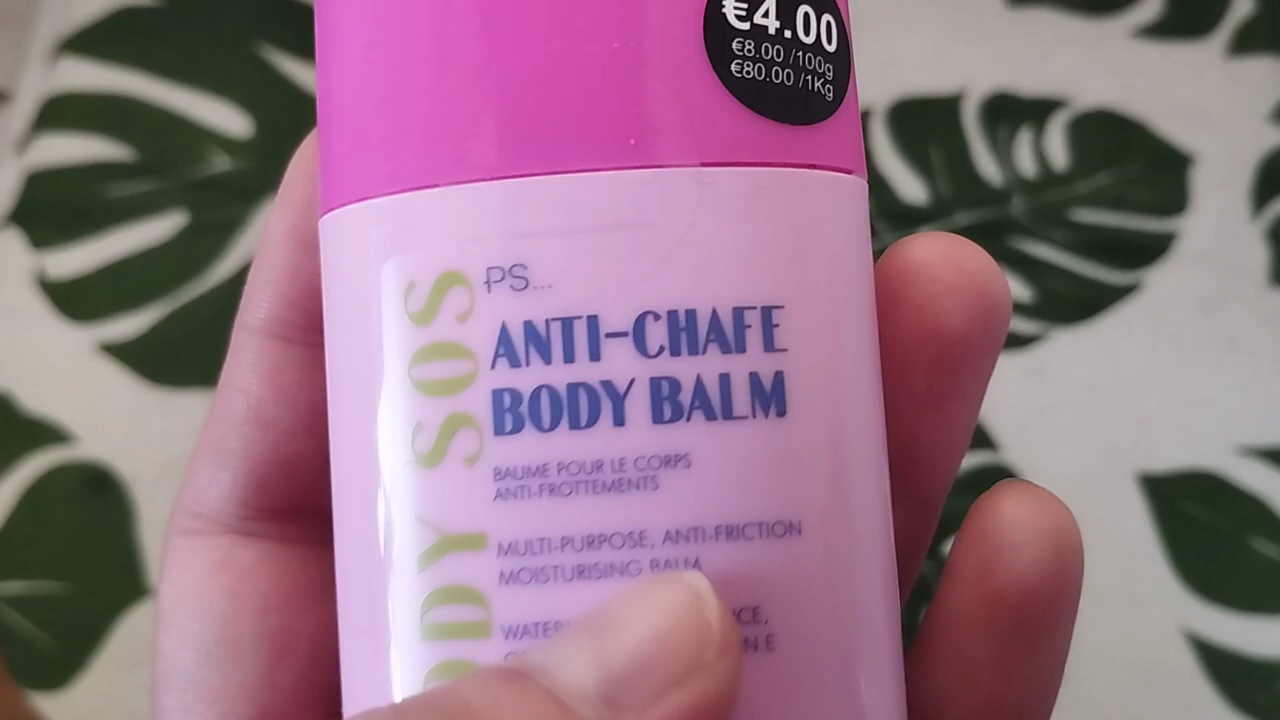 €4.00
€8.00 /100g
€80.00 /1Kg
PS...
ANTI-CHAFE
BODY BALM
BAUME POUR LE CORPS
ANTI-FROTTEMENTS
MULTI-PURPOSE, ANTI-FRICTION
MOISTURISING BALM
SOS